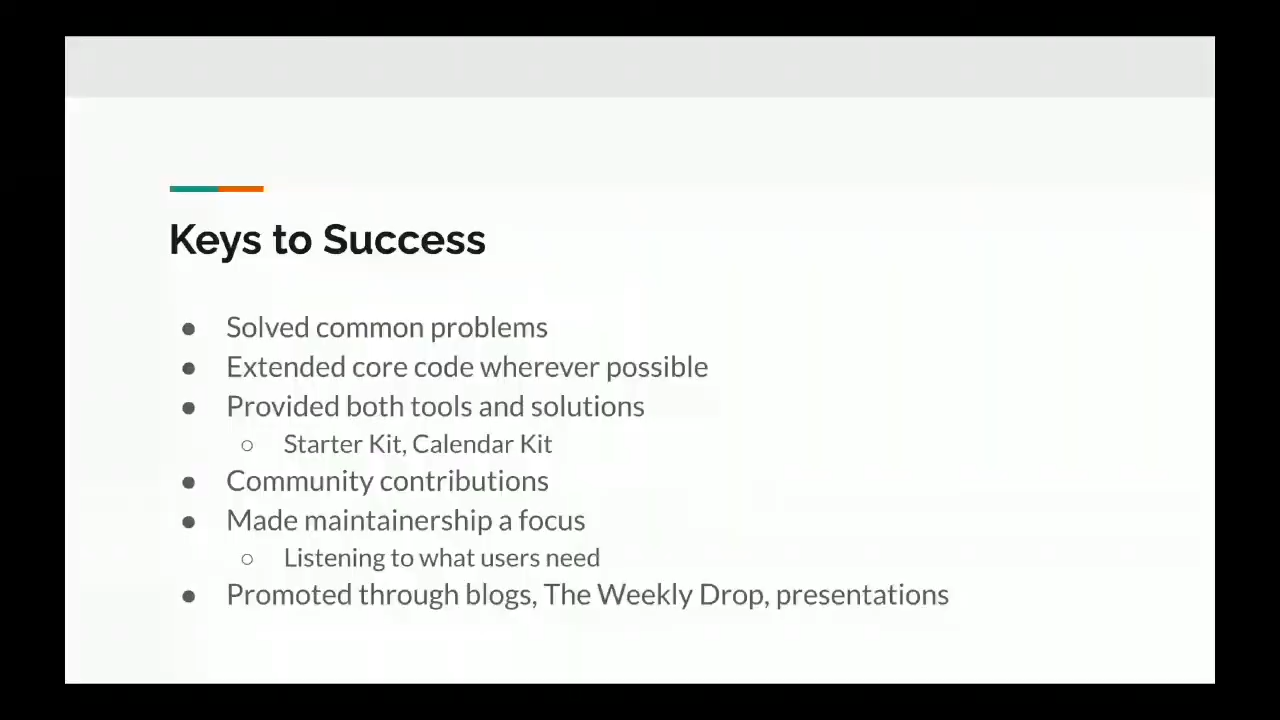 Keys to Success
● Solved common problems
● Extended core code wherever possible
● Provided both tools and solutions
○ Starter Kit, Calendar Kit
● Community contributions
● Made maintainership a focus
○ Listening to what users need
● Promoted through blogs, The Weekly Drop, presentations